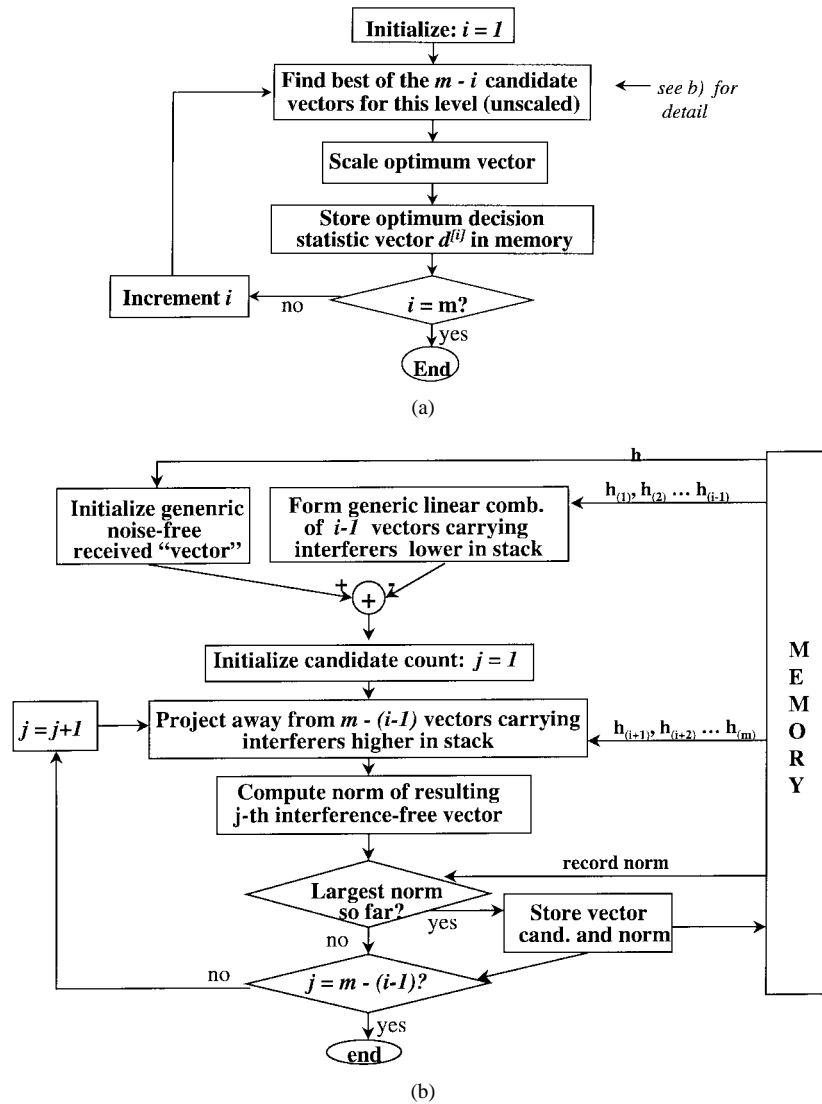 Initialize: i = 1
Find best of the m - i candidate
vectors for this level (unscaled)
see b) for
detail
Scale optimum vector
Store optimum decision
statistic vector d[i] in memory
Increment i
no
i = m?
yes
End
(a)
h
Initialize genenric
noise-free
received “vector”
Form generic linear comb.
of i-1 vectors carrying
interferers lower in stack
h(1), h(2) ... h(i-1)
+
-
+
Initialize candidate count: j = 1
j = j+1
Project away from m - (i-1) vectors carrying
interferers higher in stack
h(i+1), h(i+2) ... h(m)
MEMORY
Compute norm of resulting
j-th interference-free vector
record norm
Largest norm
so far?
yes
Store vector
cand. and norm
no
no
j = m - (i-1)?
yes
end
(b)